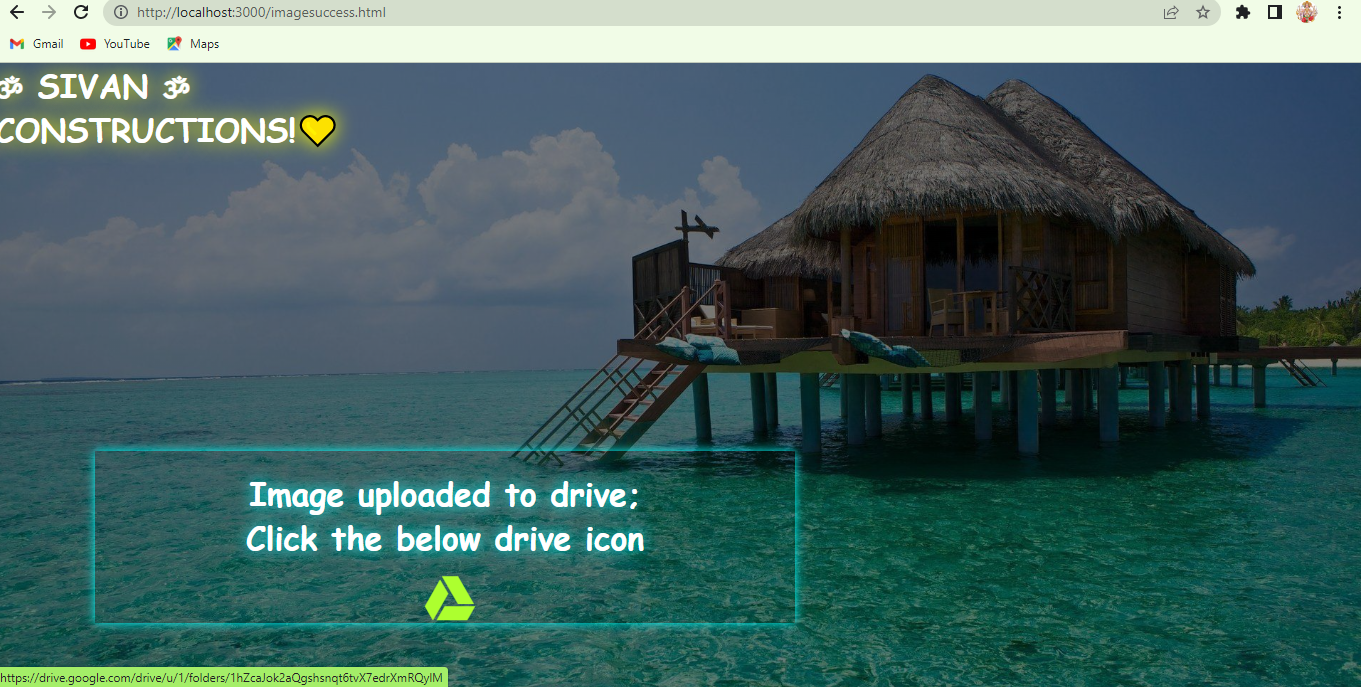 http://localhost:3000/imagesuccess.html
Gmail YouTube Maps
ॐ SIVAN ॐ
CONSTRUCTIONS!💛
Image uploaded to drive;
Click the below drive icon
https://drive.google.com/drive/u/1/folders/1hZcaJok2aQgshsnqt6tvX7edrXmRQylM